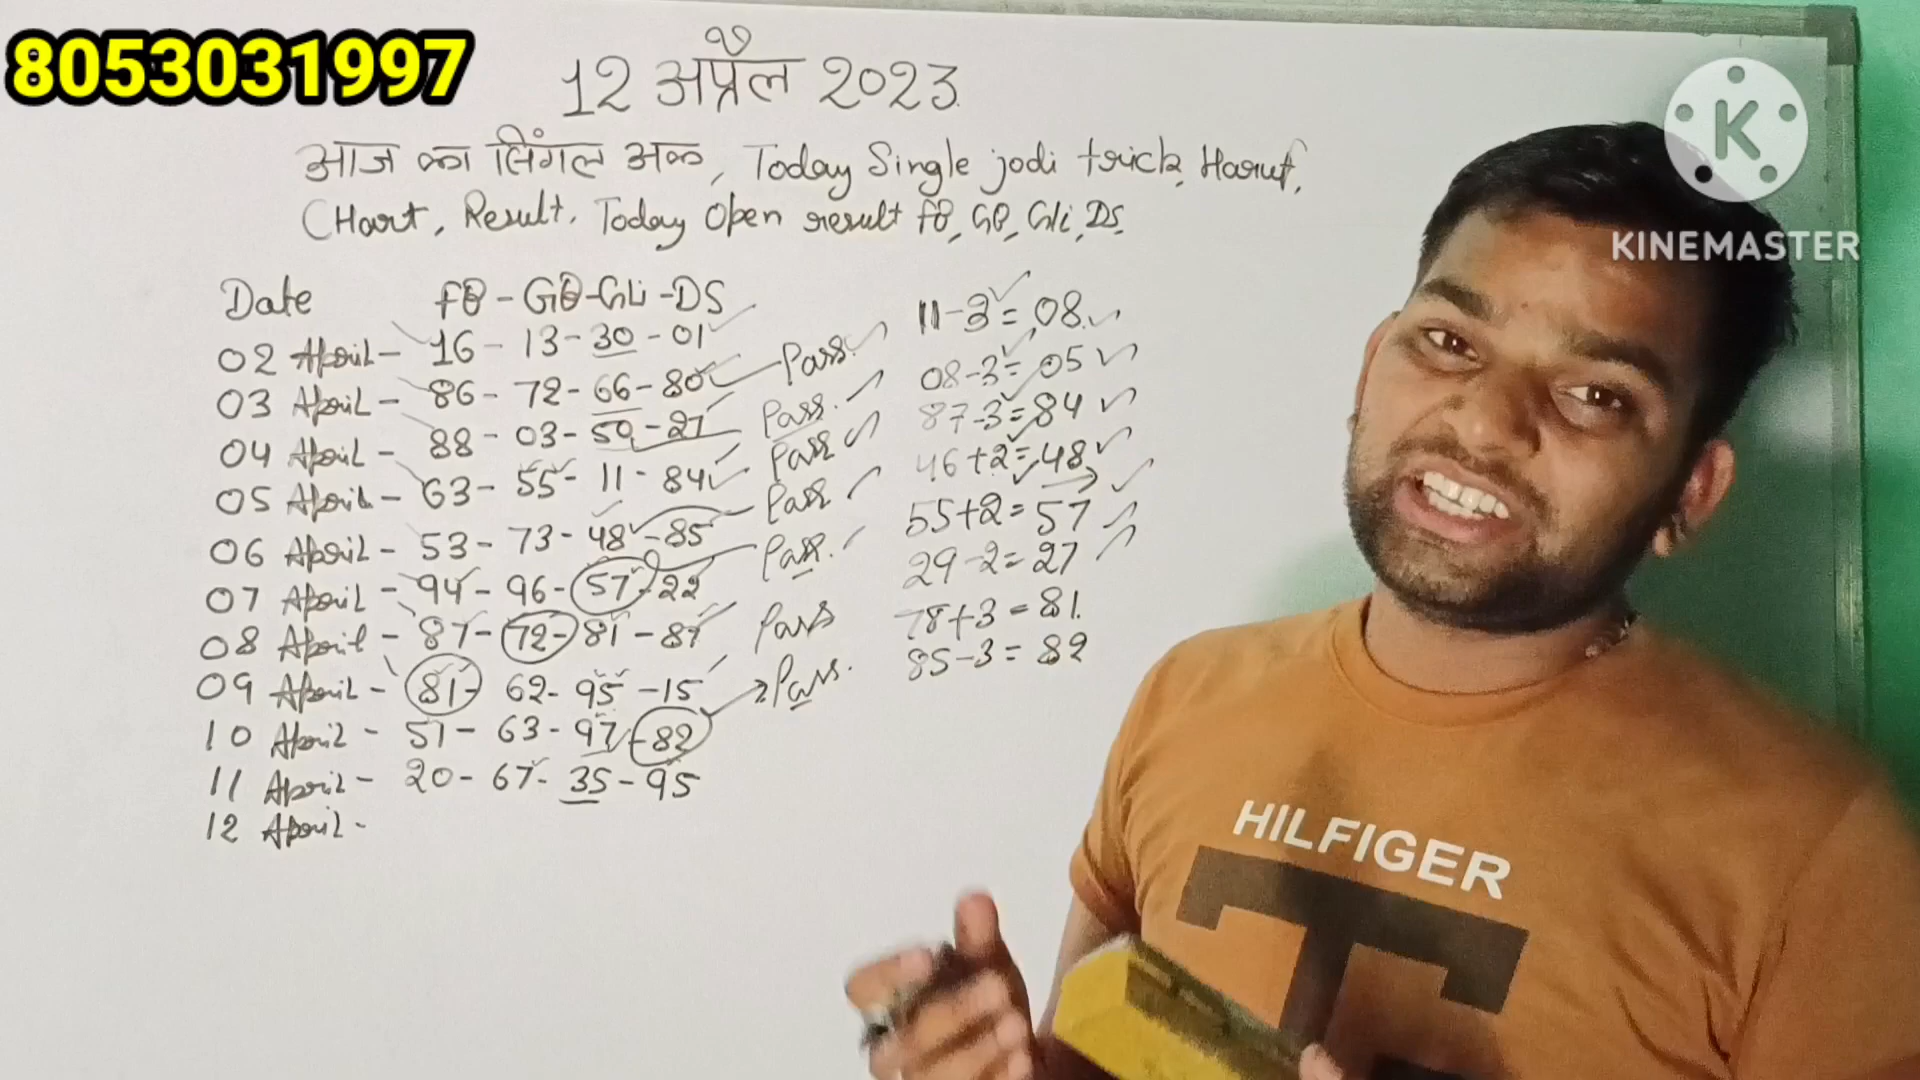 8053031997
12 अप्रैल 2023
आज का सिंगल अंक, Today Single jodi trick, Haruf,
CHart, Result, Today Open result FB, GB, Gli, DS
Date FB - GB - Gli - DS
02 April - 16 - 13 - 30 - 01
03 April - 86 - 72 - 66 - 80 Pass
04 April - 88 - 03 - 50 - 27 Pass
05 April - 63 - 55 - 11 - 84 Pass
06 April - 53 - 73 - 48 - 85 Pass
07 April - 94 - 96 - 57 - 22 Pass.
08 April - 87 - 72 - 81 - 87 Pass
09 April - 81 - 62 - 95 - 15 Pass.
10 April - 51 - 63 - 97 - 82
11 April - 20 - 67 - 35 - 95
12 April -
11-3=08
08-3=05
87-3=84
46+2=48
55+2=57
29-2=27
78+3=81
85-3=82
K
KINEMASTER
HILFIGER